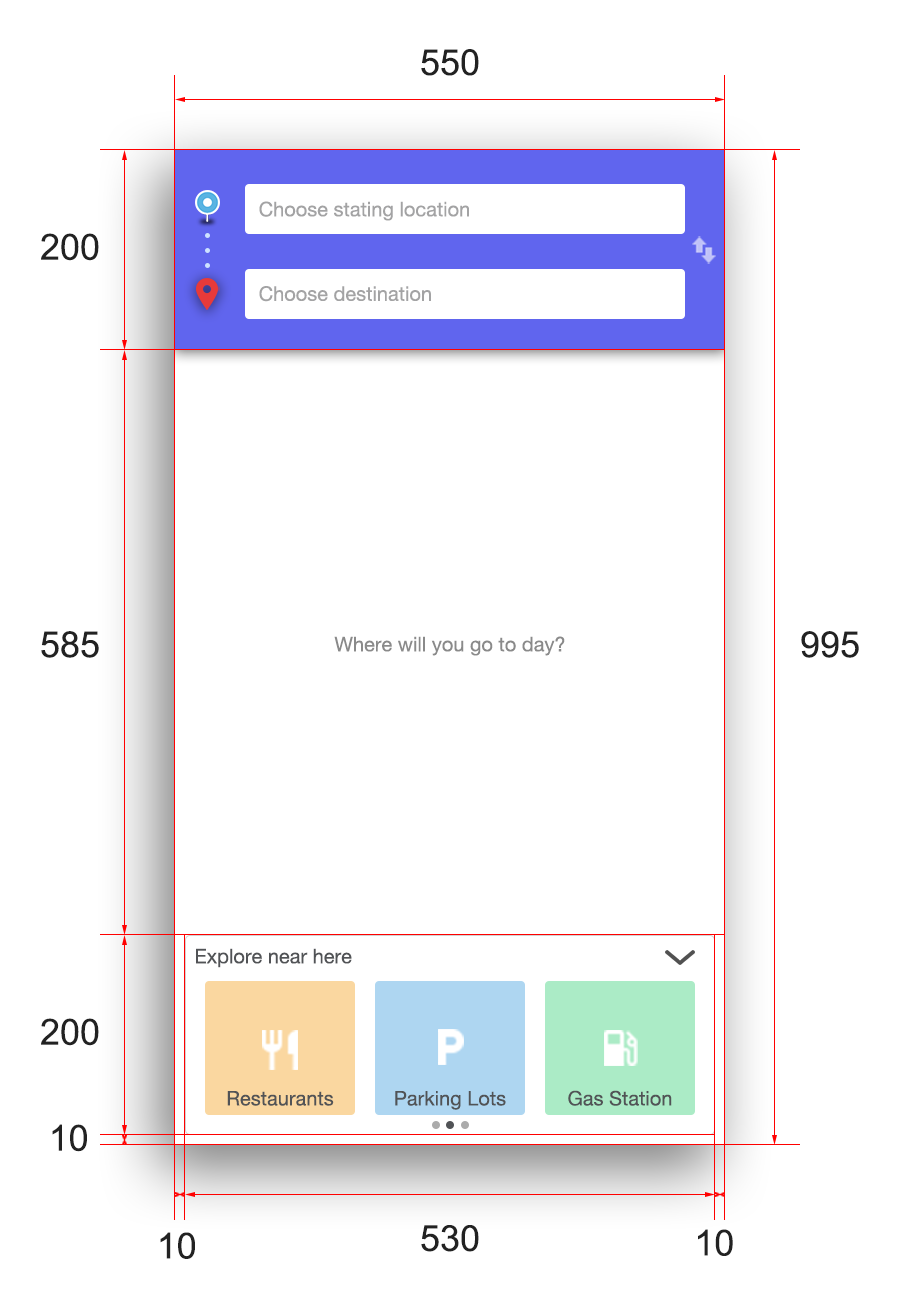 550
200
Choose stating location
Choose destination
585
Where will you go to day?
995
Explore near here
200
P
Restaurants
Parking Lots
Gas Station
10
10
530
10